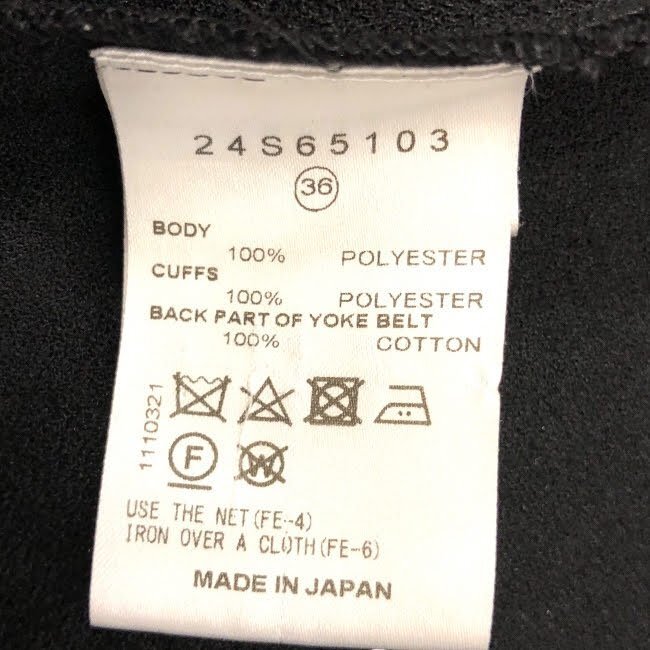 24S65103
36
BODY
100% POLYESTER
CUFFS
100% POLYESTER
BACK PART OF YOKE BELT
100% COTTON
1110321
F
W
USE THE NET(FE-4)
IRON OVER A CLOTH(FE-6)
MADE IN JAPAN